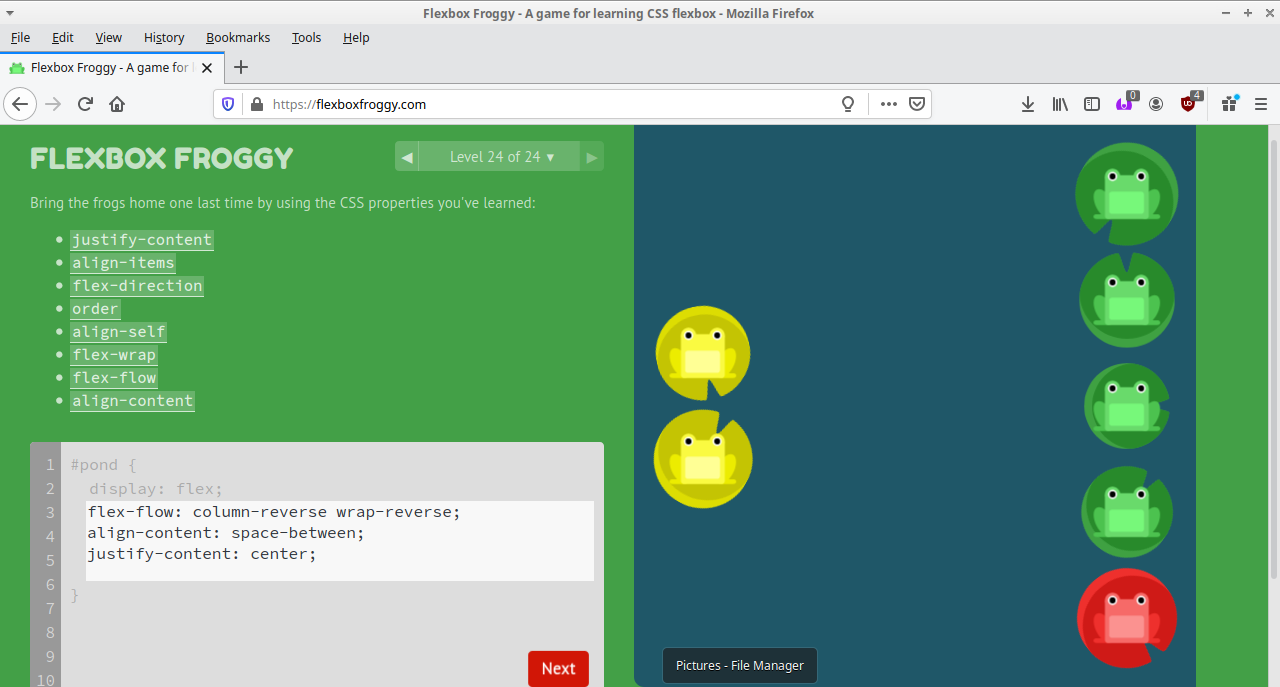 Flexbox Froggy - A game for learning CSS flexbox - Mozilla Firefox
File Edit View History Bookmarks Tools Help
Flexbox Froggy - A game for
https://flexboxfroggy.com
0
4
FLEXBOX FROGGY
◀ Level 24 of 24 ▼ ▶
Bring the frogs home one last time by using the CSS properties you've learned:
• justify-content
• align-items
• flex-direction
• order
• align-self
• flex-wrap
• flex-flow
• align-content
1 #pond {
2 display: flex;
3 flex-flow: column-reverse wrap-reverse;
4 align-content: space-between;
5 justify-content: center;
6 }
7
8
9
10
Next
Pictures - File Manager